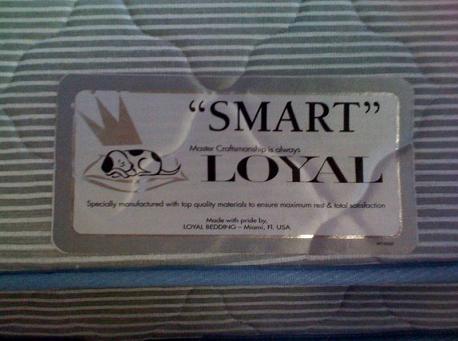 “SMART”
Master Craftsmanship is always
LOYAL
Specially manufactured with top quality materials to ensure maximum rest & total satisfaction
Made with pride by,
LOYAL BEDDING – Miami, Fl. USA